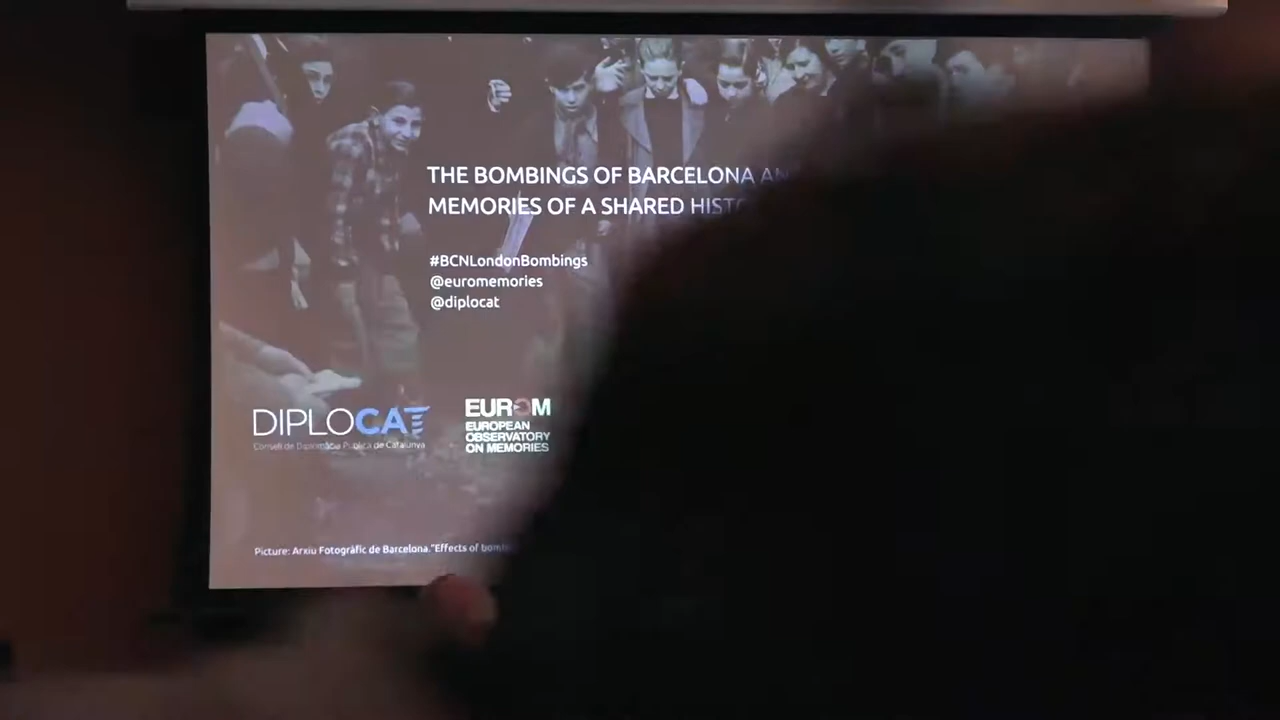 THE BOMBINGS OF BARCELONA AN
MEMORIES OF A SHARED HISTO
#BCNLondonBombings
@euromemories
@diplocat
DIPLOCAT
Consell de Diplomàcia Pública de Catalunya
EUROM
EUROPEAN
OBSERVATORY
ON MEMORIES
Picture: Arxiu Fotogràfic de Barcelona."Effects of bomb